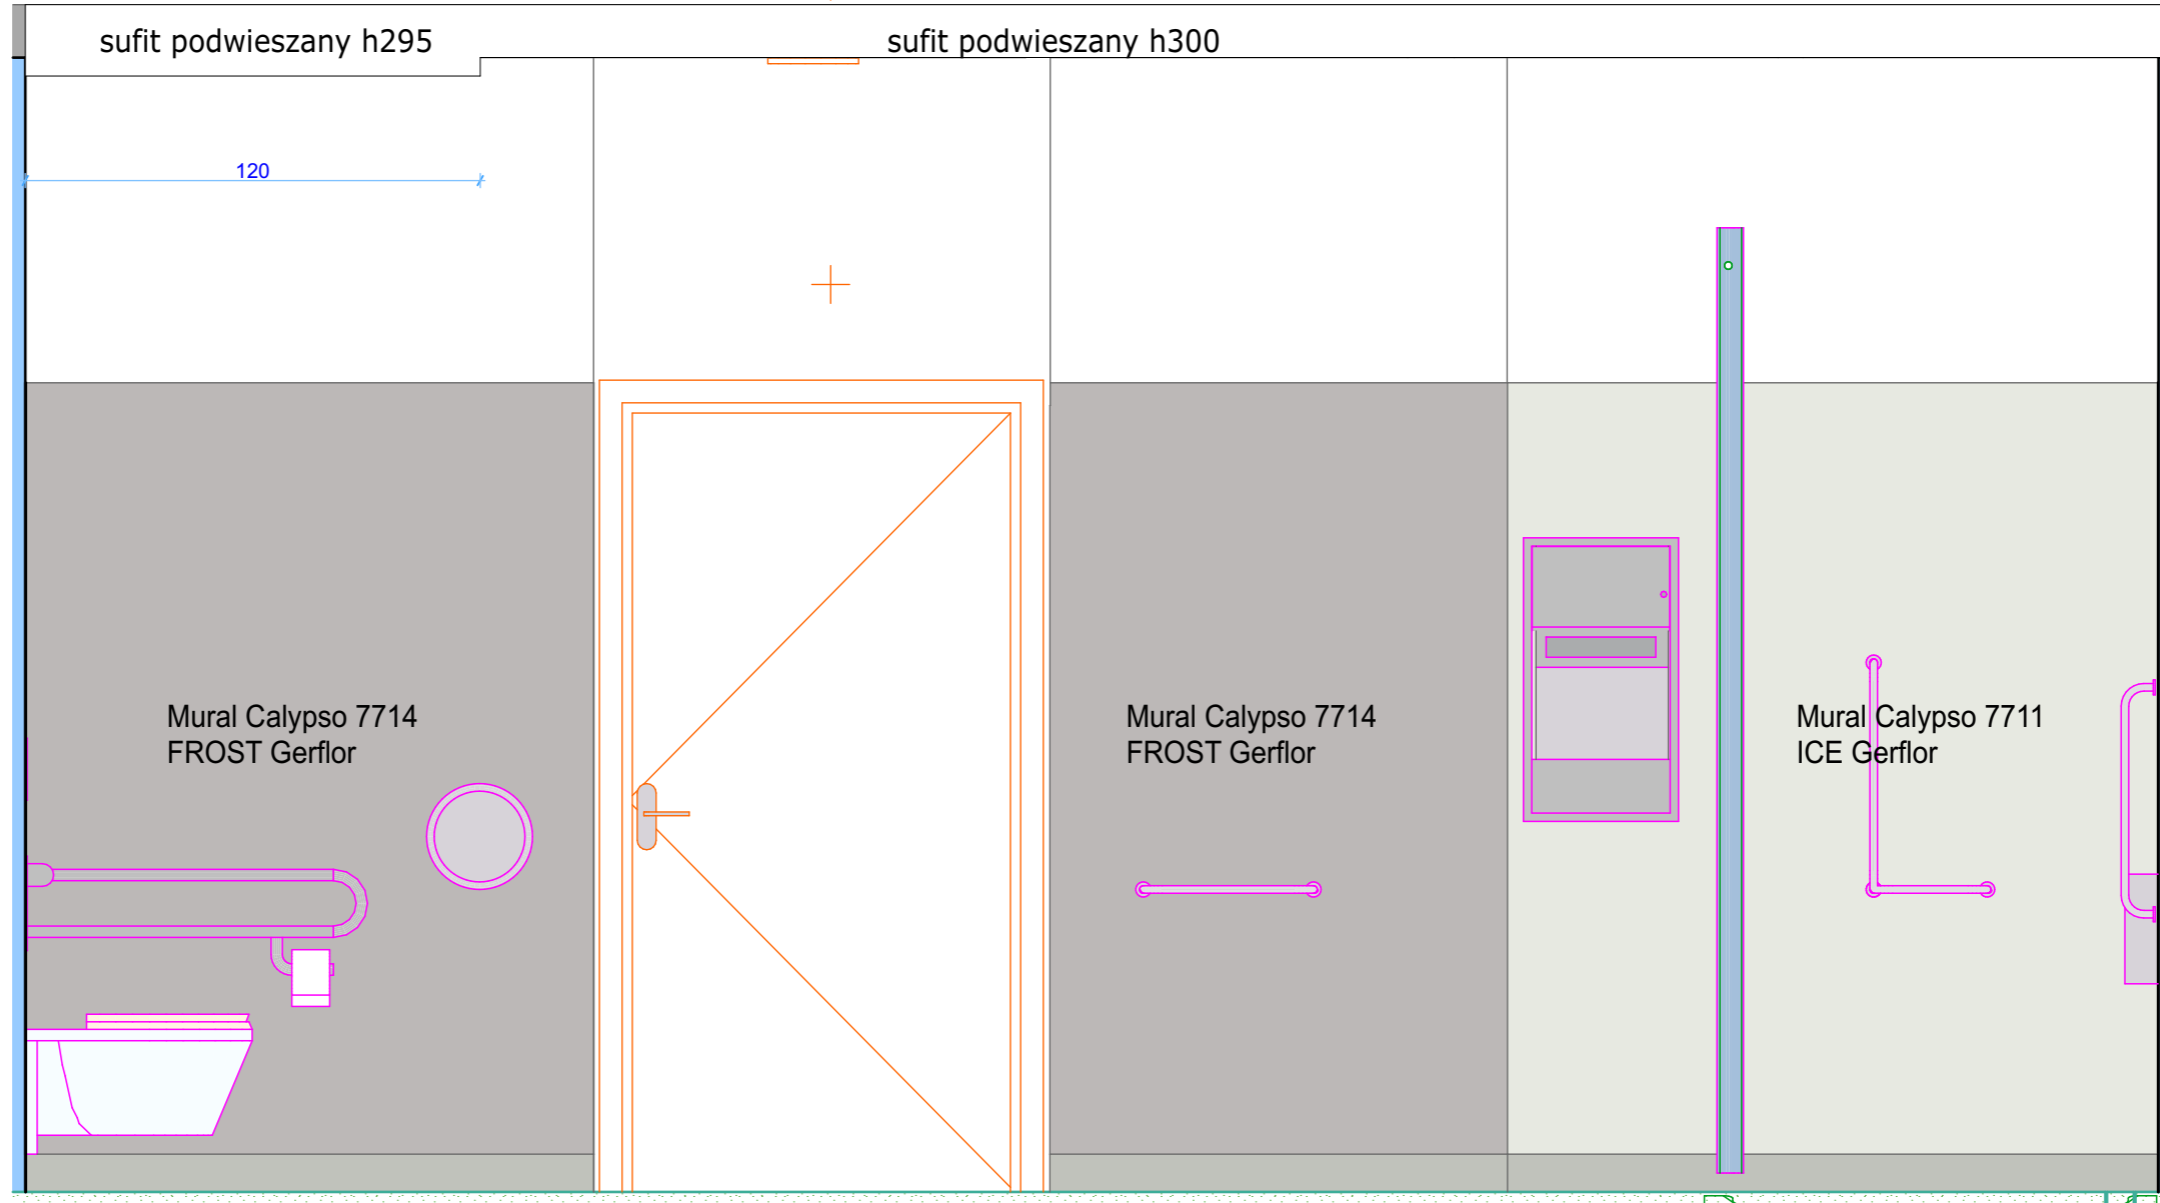 sufit podwieszany h295
sufit podwieszany h300
120
Mural Calypso 7714
FROST Gerflor
Mural Calypso 7714
FROST Gerflor
Mural Calypso 7711
ICE Gerflor